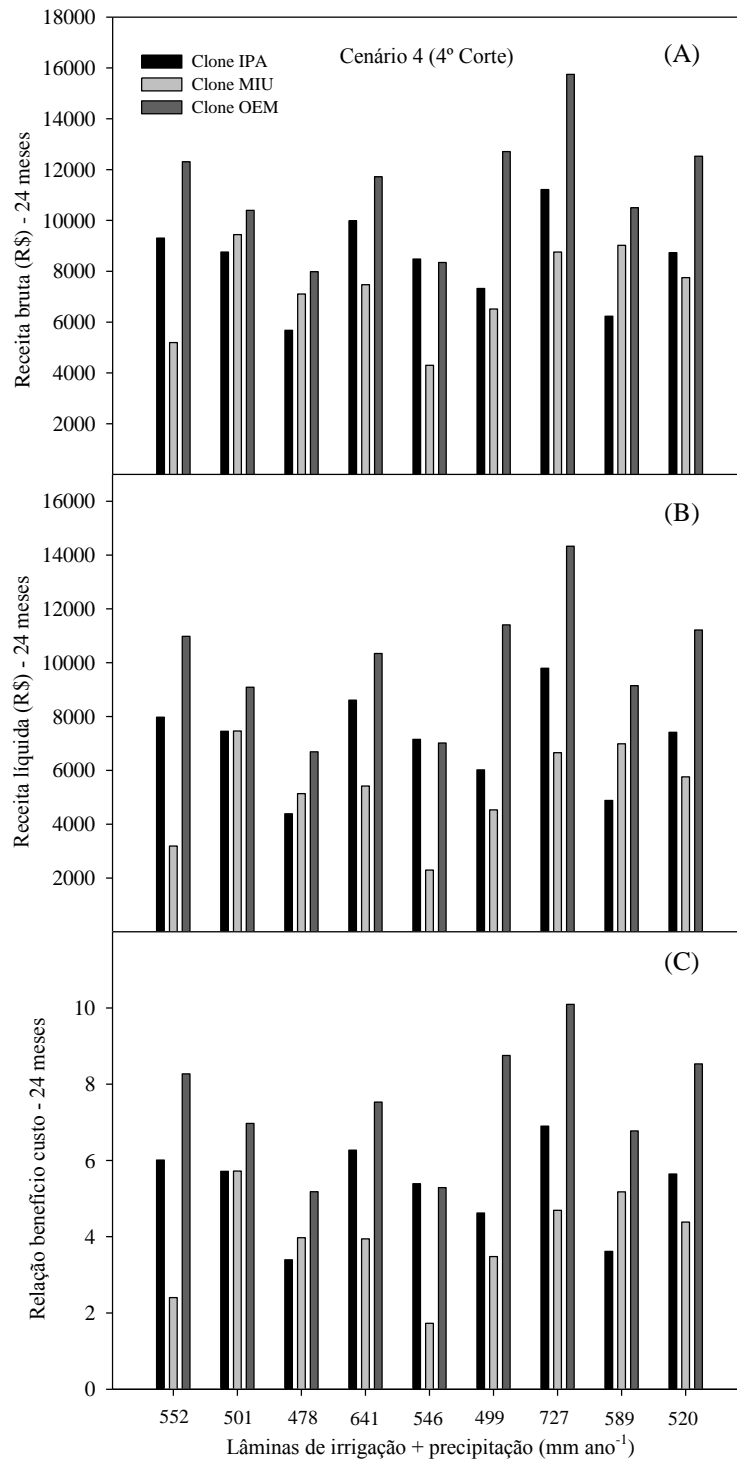 18000
16000
14000
12000
10000
8000
6000
4000
2000
Receita bruta (R$) - 24 meses
Clone IPA
Clone MIU
Clone OEM
Cenário 4 (4º Corte)
(A)
16000
14000
12000
10000
8000
6000
4000
2000
Receita líquida (R$) - 24 meses
(B)
10
8
6
4
2
0
Relação benefício custo - 24 meses
(C)
552 501 478 641 546 499 727 589 520
Lâminas de irrigação + precipitação (mm ano⁻¹)